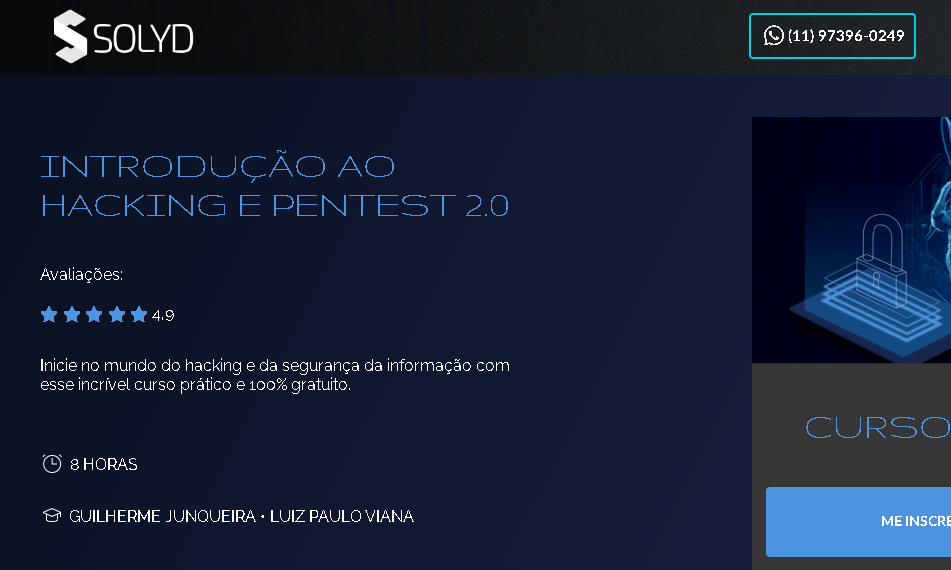 SOLYD
(11) 97396-0249
INTRODUÇÃO AO
HACKING E PENTEST 2.0
Avaliações:
4.9
Inicie no mundo do hacking e da segurança da informação com
esse incrível curso prático e 100% gratuito.
8 HORAS
GUILHERME JUNQUEIRA • LUIZ PAULO VIANA
CURSO
ME INSCRE